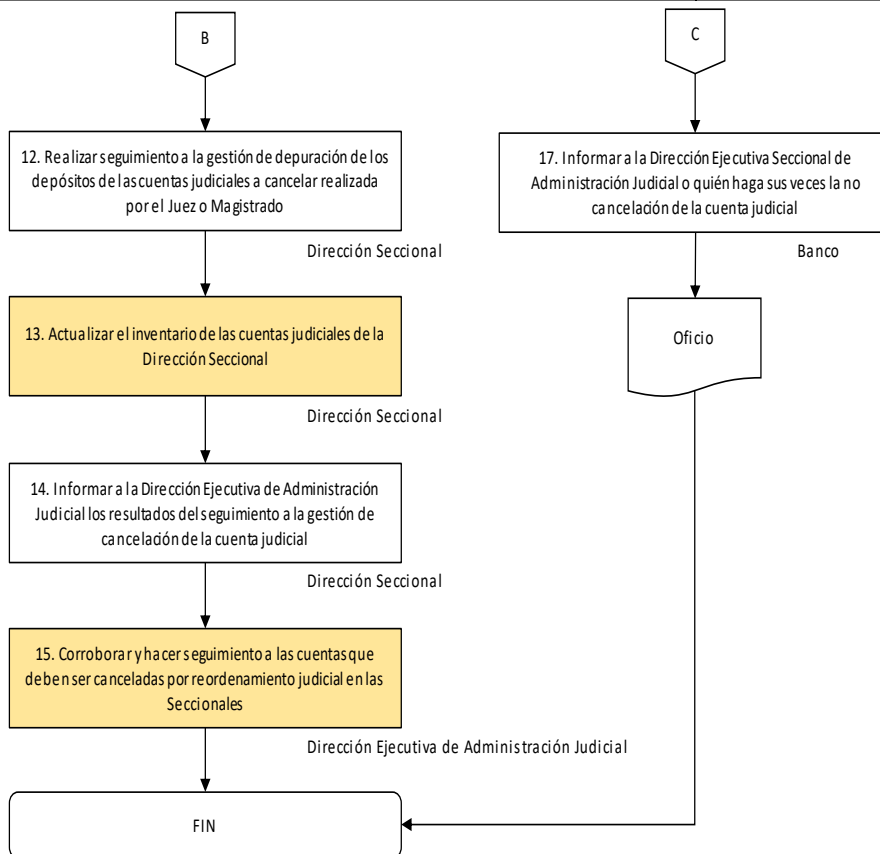 B
12. Realizar seguimiento a la gestión de depuración de los
depósitos de las cuentas judiciales a cancelar realizada
por el Juez o Magistrado
Dirección Seccional
13. Actualizar el inventario de las cuentas judiciales de la
Dirección Seccional
Dirección Seccional
14. Informar a la Dirección Ejecutiva de Administración
Judicial los resultados del seguimiento a la gestión de
cancelación de la cuenta judicial
Dirección Seccional
15. Corroborar y hacer seguimiento a las cuentas que
deben ser canceladas por reordenamiento judicial en las
Seccionales
Dirección Ejecutiva de Administración Judicial
FIN
C
17. Informar a la Dirección Ejecutiva Seccional de
Administración Judicial o quién haga sus veces la no
cancelación de la cuenta judicial
Banco
Oficio